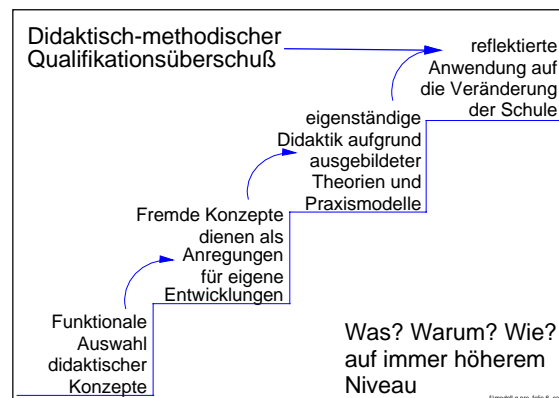 Didaktisch-methodischer
Qualifikationsüberschuß
reflektierte
Anwendung auf
die Veränderung
der Schule
eigenständige
Didaktik aufgrund
ausgebildeter
Theorien und
Praxismodelle
Fremde Konzepte
dienen als
Anregungen
für eigene
Entwicklungen
Funktionale
Auswahl
didaktischer
Konzepte
Was? Warum? Wie?
auf immer höherem
Niveau